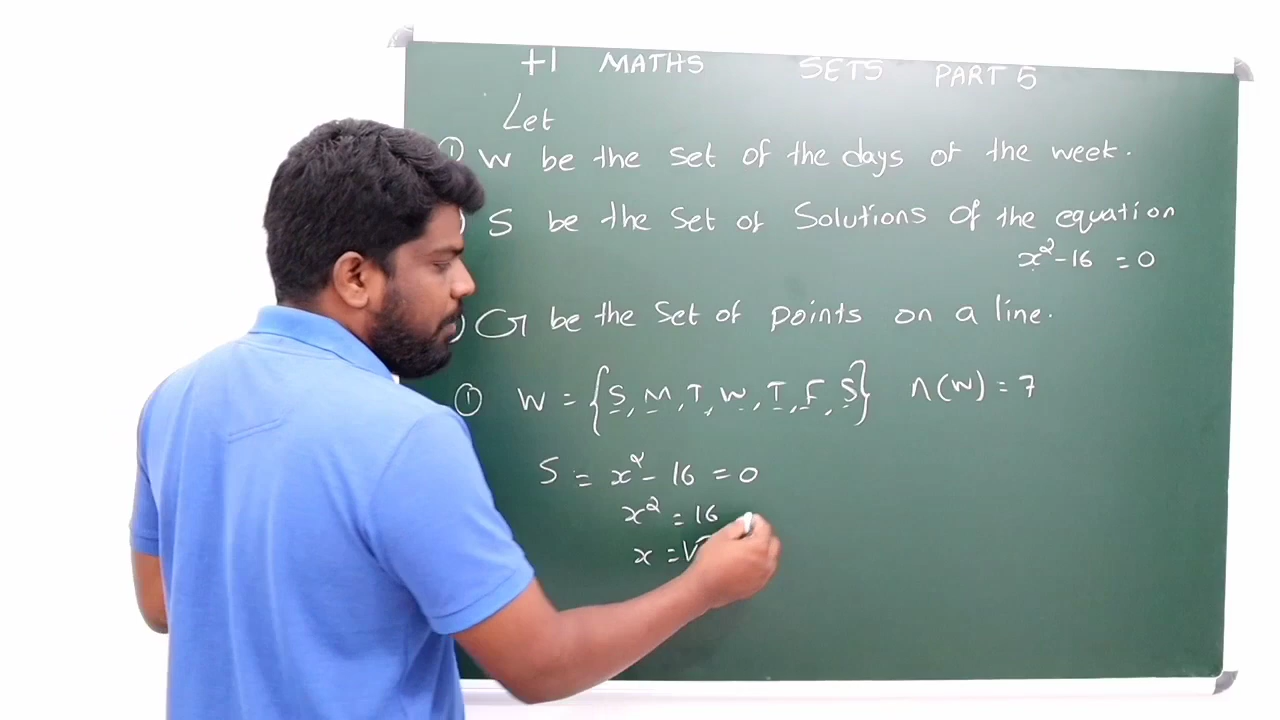 +1 MATHS SETS PART 5
Let
① W be the set of the days of the week.
) S be the set of Solutions of the equation
x² - 16 = 0
) G be the set of points on a line.
① W = {S, M, T, W, T, F, S} n(W) = 7
S = x² - 16 = 0
x² = 16
x = √